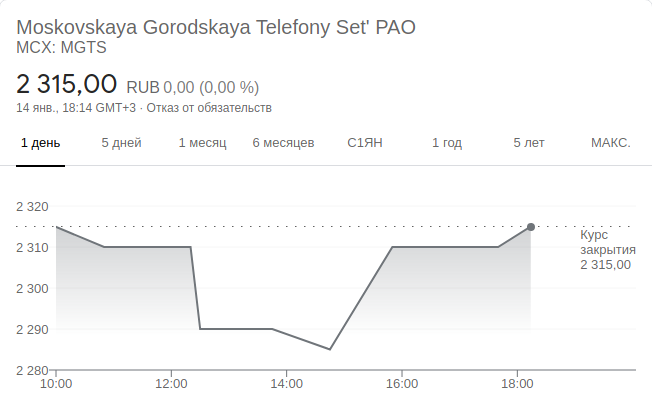 Moskovskaya Gorodskaya Telefony Set' PAO
MCX: MGTS
2 315,00 RUB 0,00 (0,00 %)
14 янв., 18:14 GMT+3 · Отказ от обязательств
1 день 5 дней 1 месяц 6 месяцев С1ЯН 1 год 5 лет МАКС.
2 320
2 310
2 300
2 290
2 280
Курс
закрытия
2 315,00
10:00 12:00 14:00 16:00 18:00